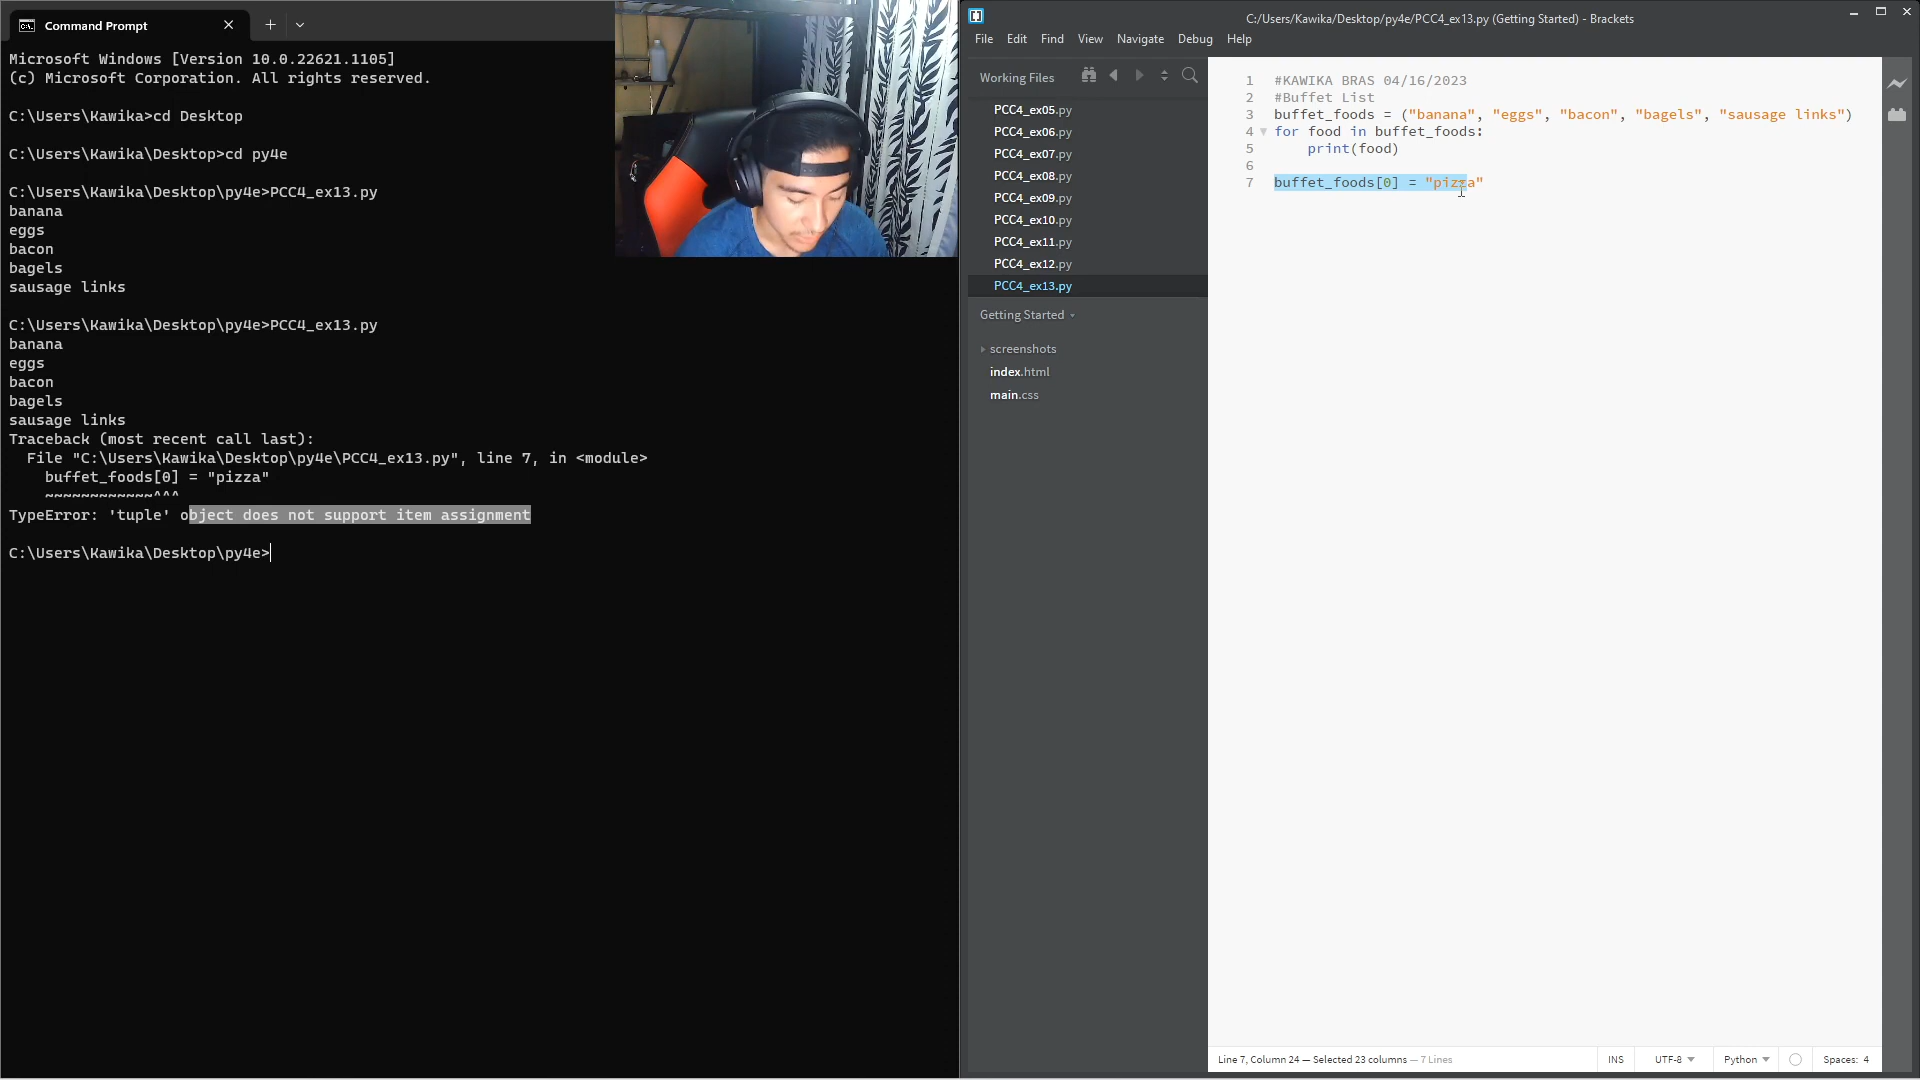 Command Prompt
Microsoft Windows [Version 10.0.22621.1105]
(c) Microsoft Corporation. All rights reserved.
C:\Users\Kawika>cd Desktop
C:\Users\Kawika\Desktop>cd py4e
C:\Users\Kawika\Desktop\py4e>PCC4_ex13.py
banana
eggs
bacon
bagels
sausage links
C:\Users\Kawika\Desktop\py4e>PCC4_ex13.py
banana
eggs
bacon
bagels
sausage links
Traceback (most recent call last):
  File "C:\Users\Kawika\Desktop\py4e\PCC4_ex13.py", line 7, in <module>
    buffet_foods[0] = "pizza"
    ~~~~~~~~~~~~^^^
TypeError: 'tuple' object does not support item assignment
C:\Users\Kawika\Desktop\py4e>
C:/Users/Kawika/Desktop/py4e/PCC4_ex13.py (Getting Started) - Brackets
File Edit Find View Navigate Debug Help
Working Files
PCC4_ex05.py
PCC4_ex06.py
PCC4_ex07.py
PCC4_ex08.py
PCC4_ex09.py
PCC4_ex10.py
PCC4_ex11.py
PCC4_ex12.py
PCC4_ex13.py
Getting Started
screenshots
index.html
main.css
1 #KAWIKA BRAS 04/16/2023
2 #Buffet List
3 buffet_foods = ("banana", "eggs", "bacon", "bagels", "sausage links")
4 for food in buffet_foods:
5     print(food)
6
7 buffet_foods[0] = "pizza"
Line 7, Column 24 — Selected 23 columns — 7 Lines INS UTF-8 Python Spaces: 4